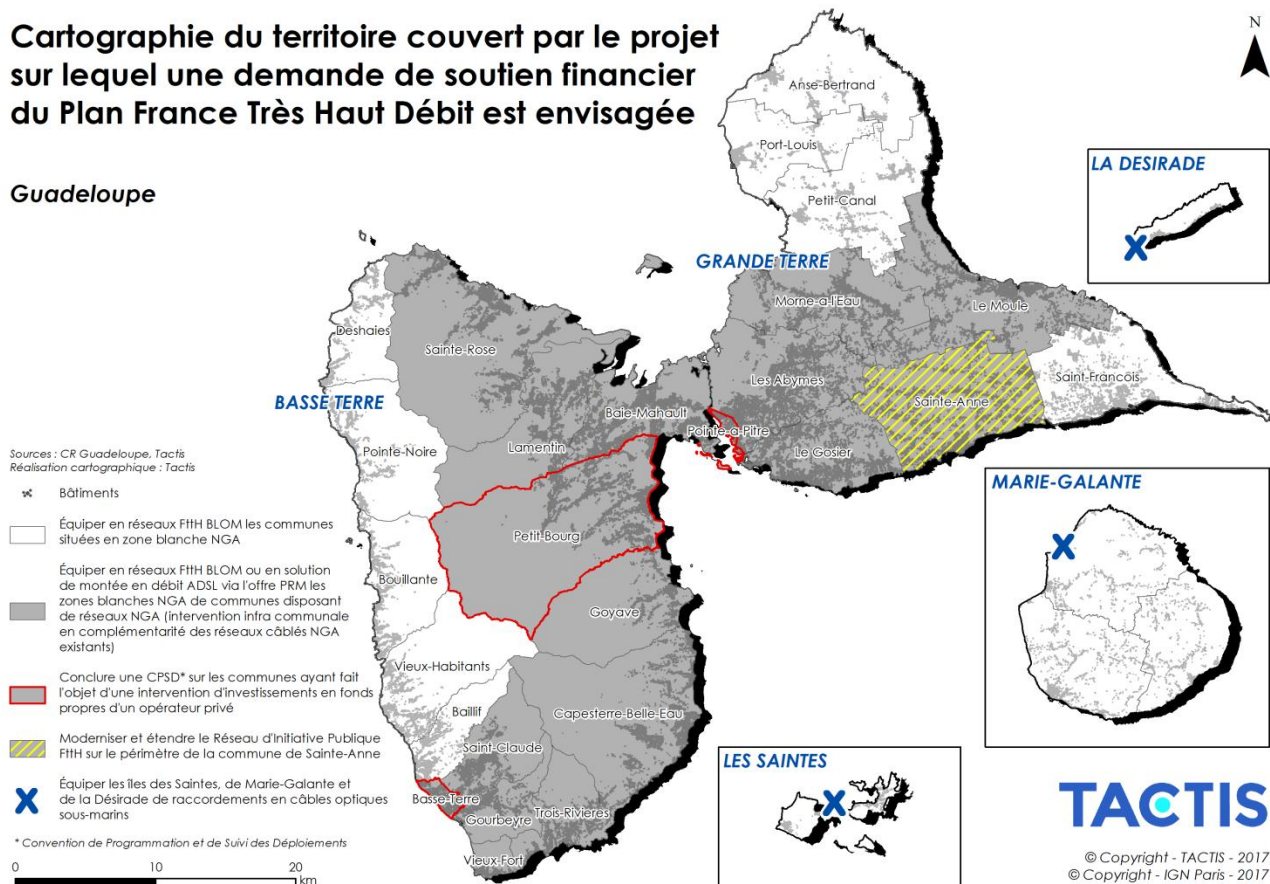 Cartographie du territoire couvert par le projet
sur lequel une demande de soutien financier
du Plan France Très Haut Débit est envisagée
Guadeloupe
N
Anse-Bertrand
Port-Louis
Petit-Canal
LA DESIRADE
GRANDE TERRE
Morne-a-l'Eau
Le Moule
Deshaies
Sainte-Rose
Les Abymes
Saint-Francois
Sainte-Anne
BASSE TERRE
Baie-Mahault
Pointe-a-Pitre
Lamentin
Le Gosier
Pointe-Noire
MARIE-GALANTE
Petit-Bourg
Bouillante
Goyave
Vieux-Habitants
Baillif
Capesterre-Belle-Eau
Saint-Claude
LES SAINTES
Basse-Terre
Trois-Rivieres
Gourbeyre
Vieux-Fort
Sources : CR Guadeloupe, Tactis
Réalisation cartographique : Tactis
Bâtiments
Équiper en réseaux FttH BLOM les communes
situées en zone blanche NGA
Équiper en réseaux FttH BLOM ou en solution
de montée en débit ADSL via l'offre PRM les
zones blanches NGA de communes disposant
de réseaux NGA (intervention infra communale
en complémentarité des réseaux câblés NGA
existants)
Conclure une CPSD* sur les communes ayant fait
l'objet d'une intervention d'investissements en fonds
propres d'un opérateur privé
Moderniser et étendre le Réseau d'Initiative Publique
FttH sur le périmètre de la commune de Sainte-Anne
Équiper les îles des Saintes, de Marie-Galante et
de la Désirade de raccordements en câbles optiques
sous-marins
* Convention de Programmation et de Suivi des Déploiements
0 10 20
km
TACTIS
© Copyright - TACTIS - 2017
© Copyright - IGN Paris - 2017